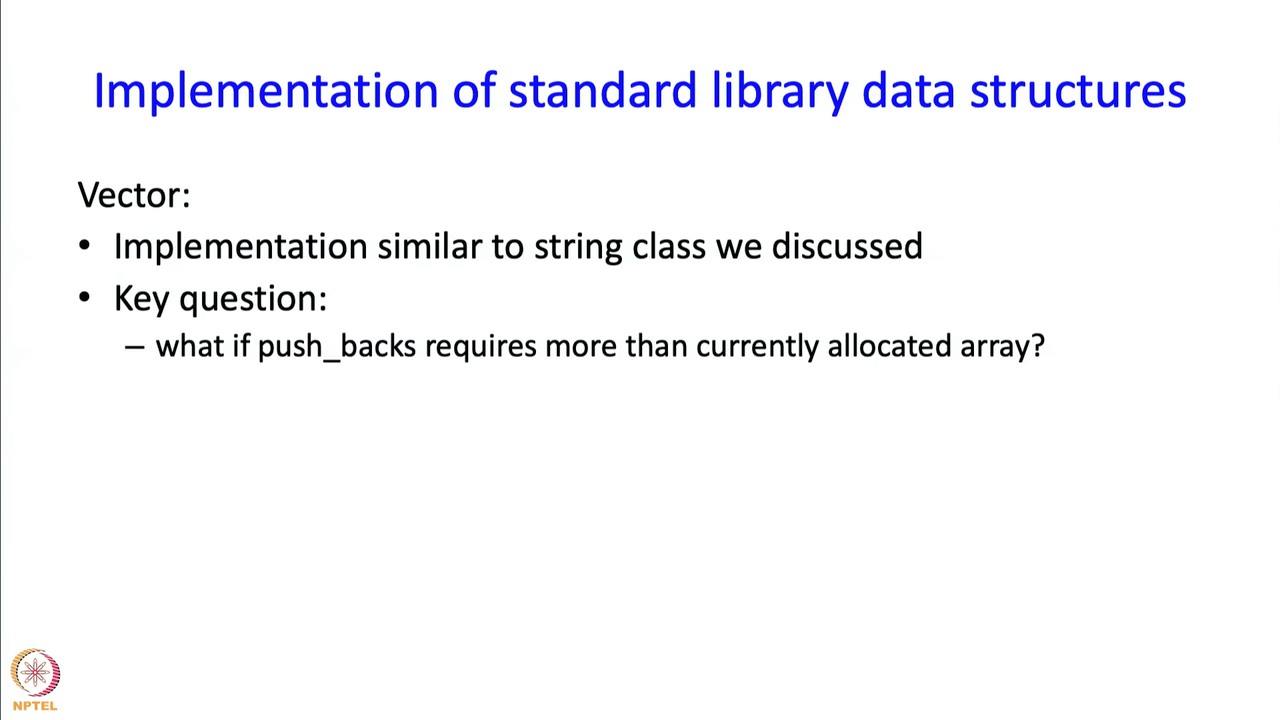 Implementation of standard library data structures
Vector:
• Implementation similar to string class we discussed
• Key question:
– what if push_backs requires more than currently allocated array?
NPTEL